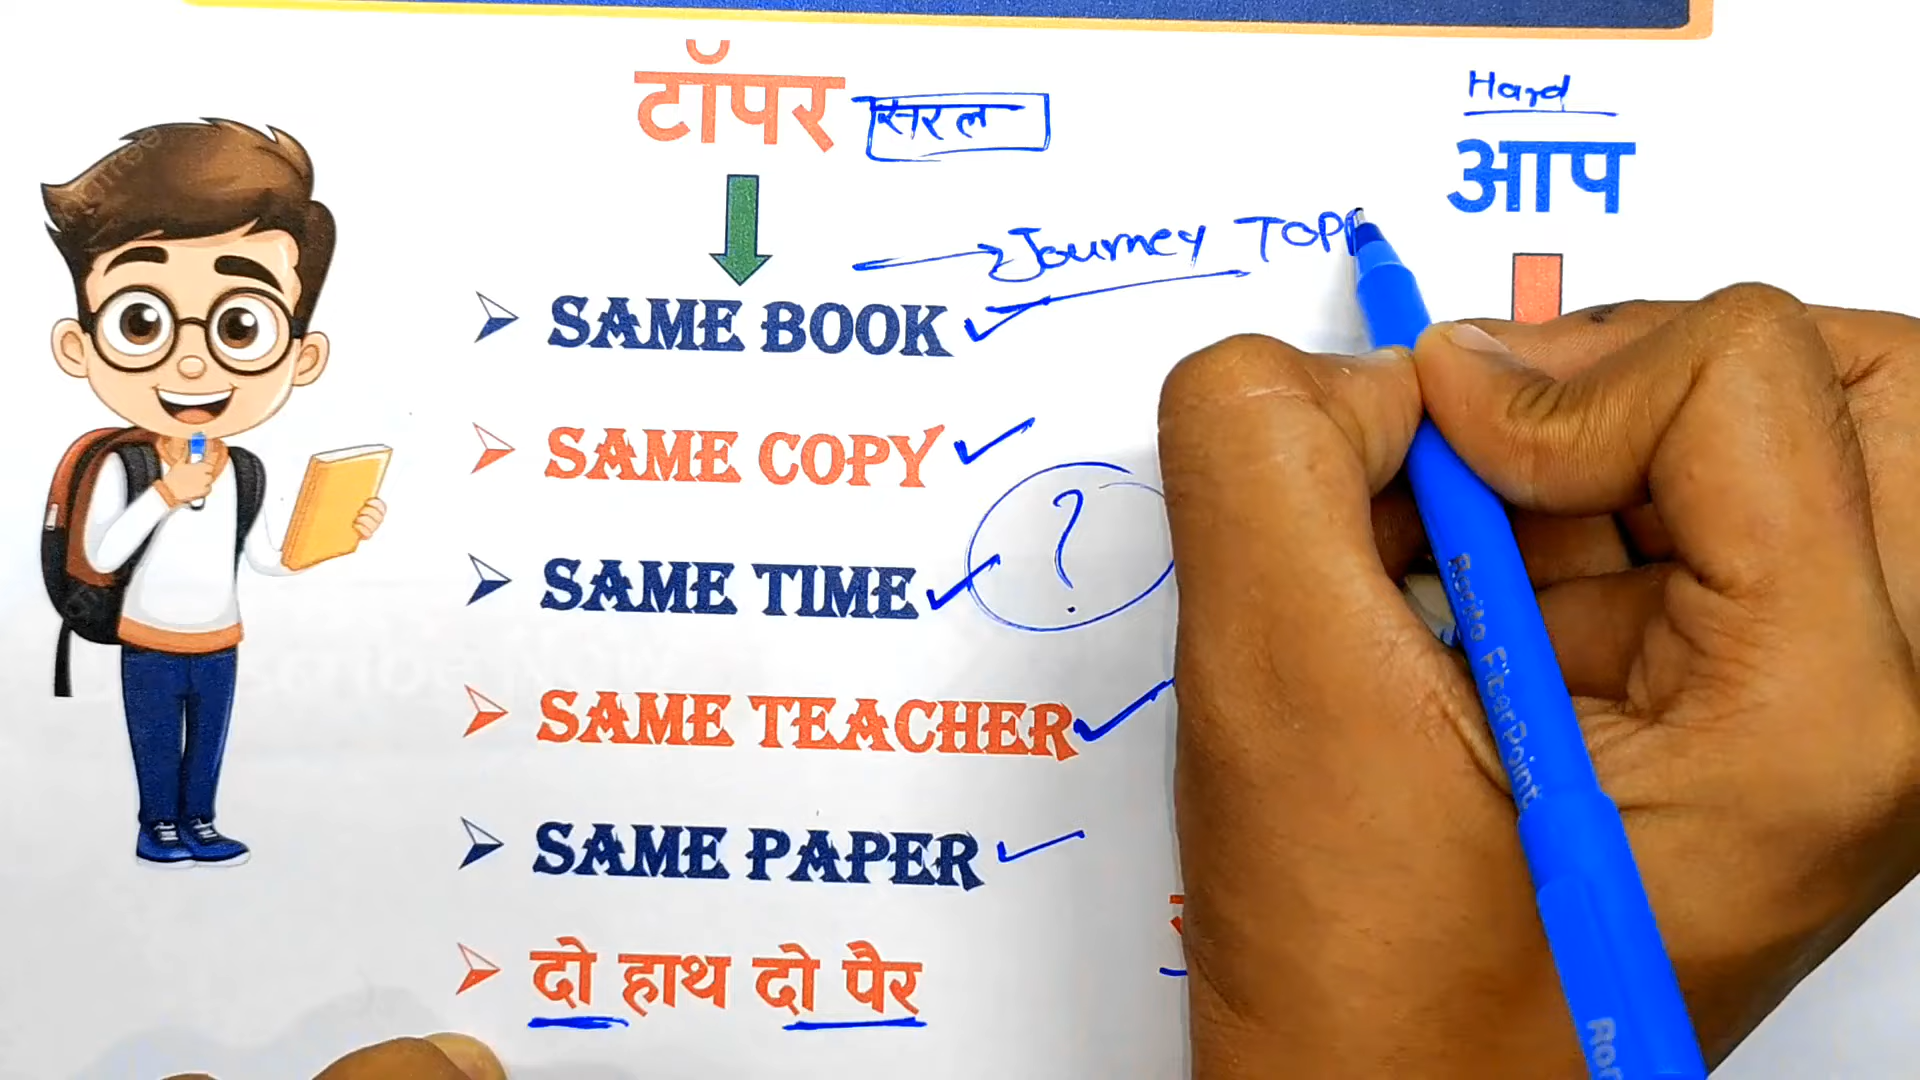 टॉपर सरल
Hard
आप
Journey TOP
SAME BOOK
SAME COPY
?
SAME TIME
SAME TEACHER
SAME PAPER
दो हाथ दो पैर
Rorito FiberPoint